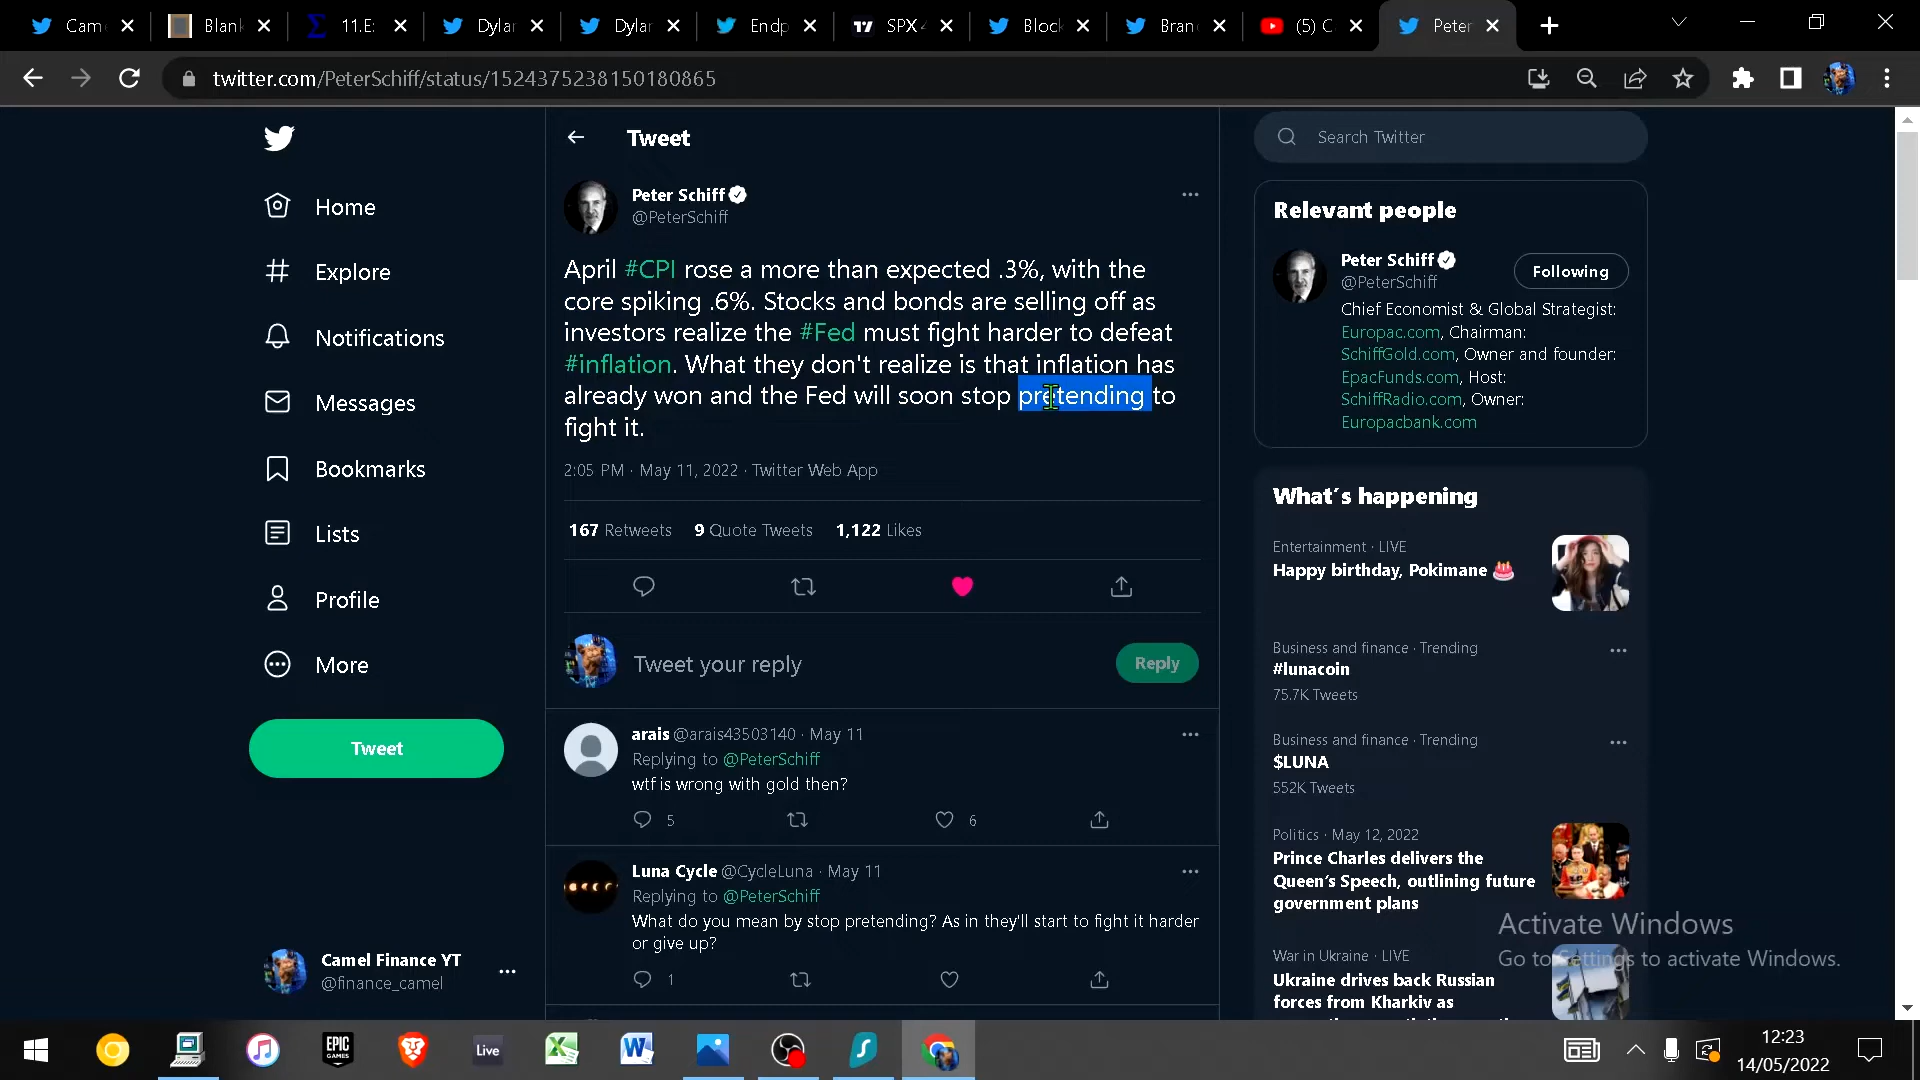 Cam
Blan
11.E
Dylar
Dylar
Endp
SPX 4
Block
Bran
(5) C
Peter
twitter.com/PeterSchiff/status/1524375238150180865
Home
Explore
Notifications
Messages
Bookmarks
Lists
Profile
More
Tweet
Camel Finance YT
@finance_camel
Tweet
Peter Schiff
@PeterSchiff
April #CPI rose a more than expected .3%, with the
core spiking .6%. Stocks and bonds are selling off as
investors realize the #Fed must fight harder to defeat
#inflation. What they don't realize is that inflation has
already won and the Fed will soon stop pretending to
fight it.
2:05 PM · May 11, 2022 · Twitter Web App
167 Retweets 9 Quote Tweets 1,122 Likes
Tweet your reply
Reply
arais @arais43503140 · May 11
Replying to @PeterSchiff
wtf is wrong with gold then?
5 6
Luna Cycle @CycleLuna · May 11
Replying to @PeterSchiff
What do you mean by stop pretending? As in they'll start to fight it harder
or give up?
1
Search Twitter
Relevant people
Peter Schiff
@PeterSchiff
Following
Chief Economist & Global Strategist:
Europac.com, Chairman:
SchiffGold.com, Owner and founder:
EpacFunds.com, Host:
SchiffRadio.com, Owner:
Europacbank.com
What's happening
Entertainment · LIVE
Happy birthday, Pokimane
Business and finance · Trending
#lunacoin
75.7K Tweets
Business and finance · Trending
$LUNA
552K Tweets
Politics · May 12, 2022
Prince Charles delivers the
Queen's Speech, outlining future
government plans
War in Ukraine · LIVE
Ukraine drives back Russian
forces from Kharkiv as
Activate Windows
Go to Settings to activate Windows.
EPIC
GAMES
Live
12:23
14/05/2022